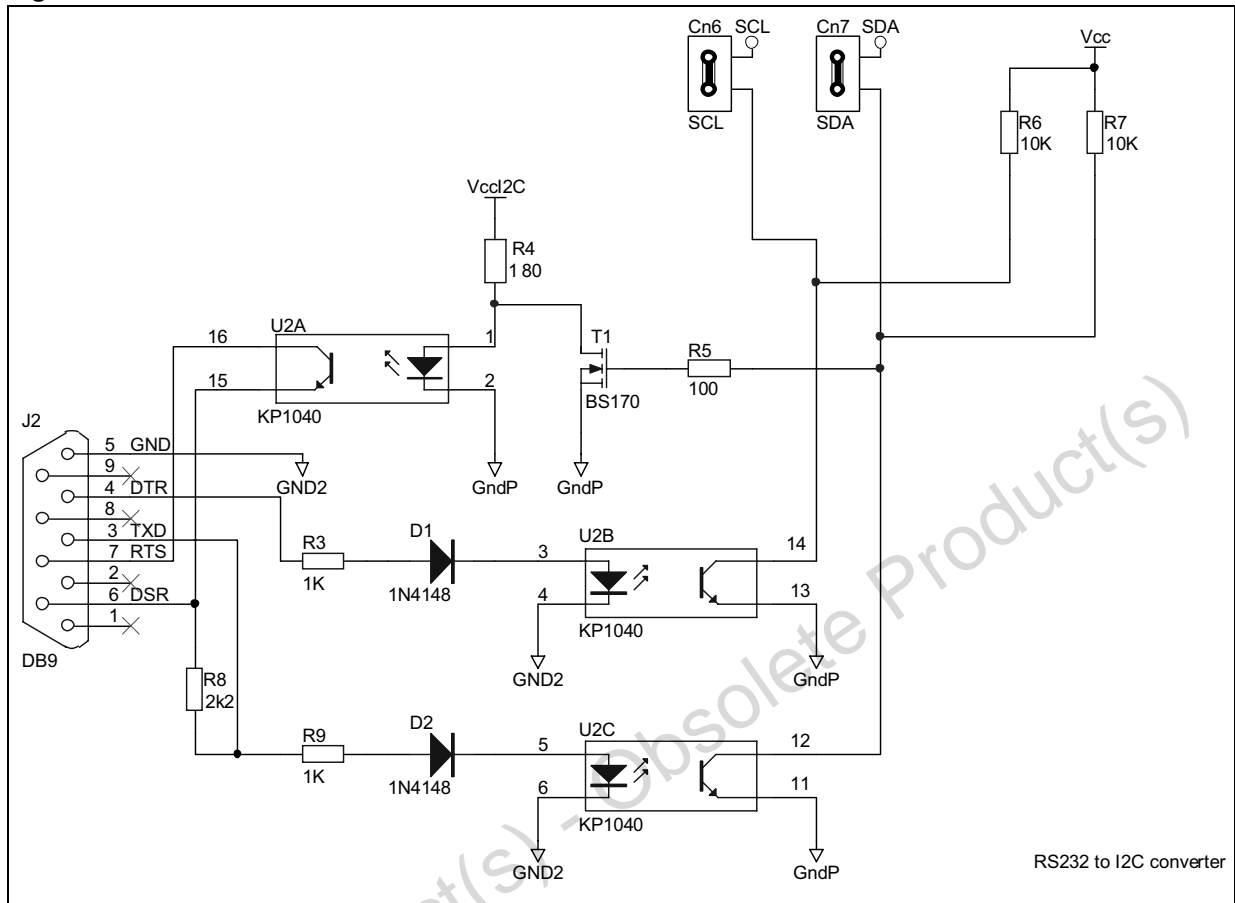 Cn6 SCL
Cn7 SDA
Vcc
SCL
SDA
R6
10K
R7
10K
VccI2C
R4
180
U2A
16
1
15
2
KP1040
T1
BS170
R5
100
J2
5 GND
9
4 DTR
8
3 TXD
7 RTS
2
6 DSR
1
DB9
GND2
GndP
GndP
R3
1K
D1
1N4148
3
4
U2B
14
13
KP1040
GND2
GndP
R8
2k2
R9
1K
D2
1N4148
5
6
U2C
12
11
KP1040
GND2
GndP
RS232 to I2C converter
ct(s) - Obsolete Product(s)